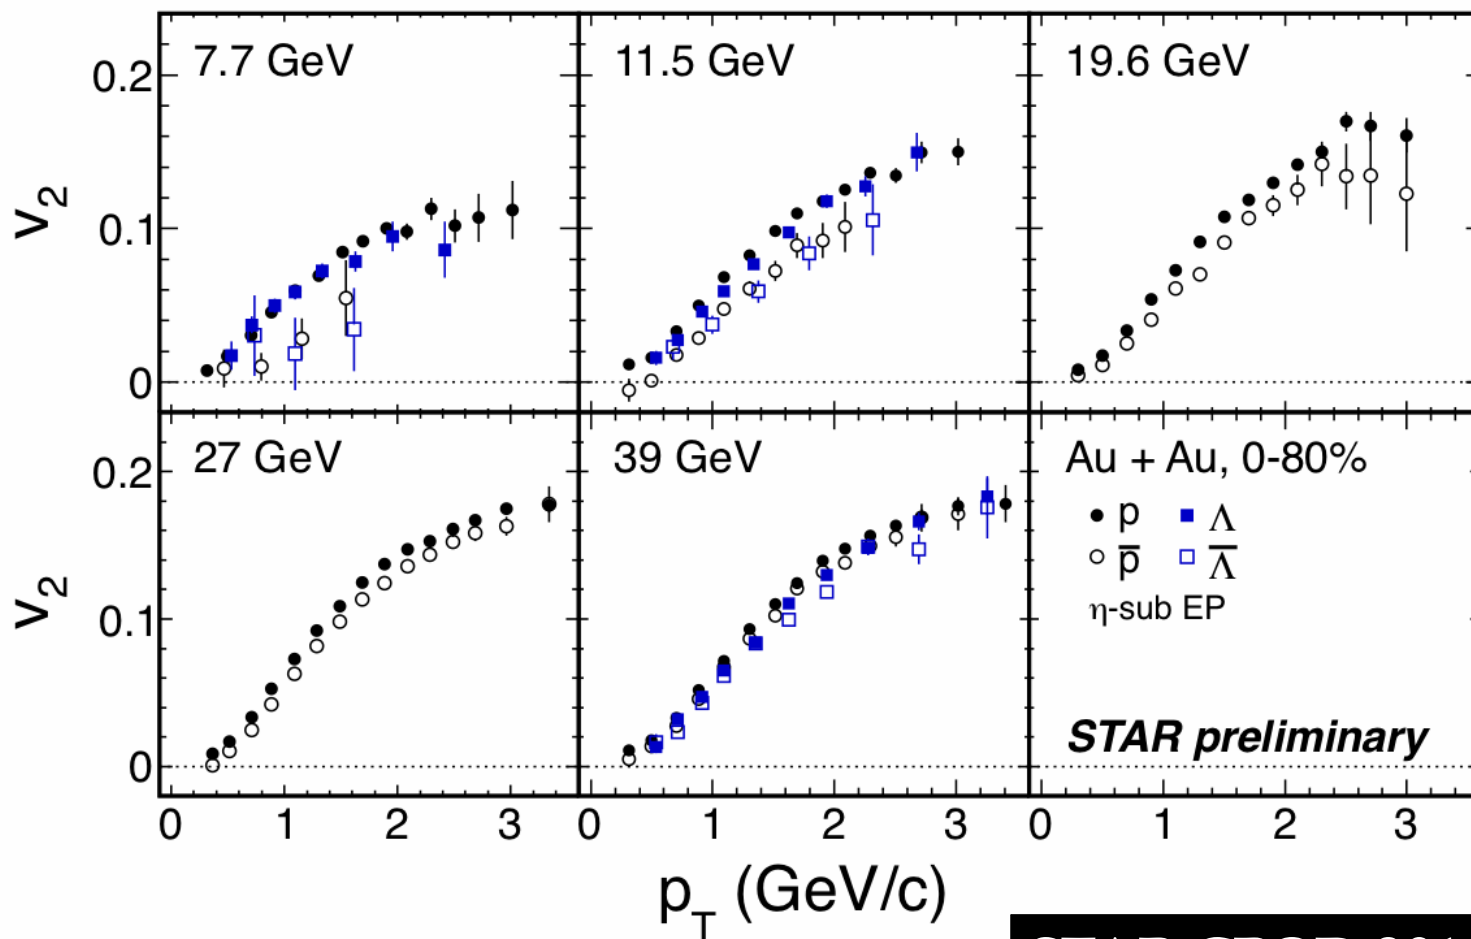 7.7 GeV
11.5 GeV
19.6 GeV
0.2
0.1
0
v2
27 GeV
39 GeV
Au + Au, 0-80%
p Λ
p̅ Λ̅
η-sub EP
STAR preliminary
0.2
0.1
0
v2
0 1 2 3
0 1 2 3
0 1 2 3
pT (GeV/c)